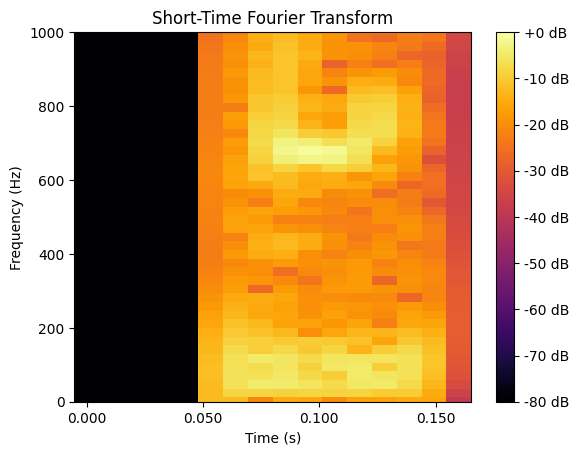 Short-Time Fourier Transform
1000
800
600
400
200
0
Frequency (Hz)
0.000
0.050
0.100
0.150
Time (s)
+0 dB
-10 dB
-20 dB
-30 dB
-40 dB
-50 dB
-60 dB
-70 dB
-80 dB